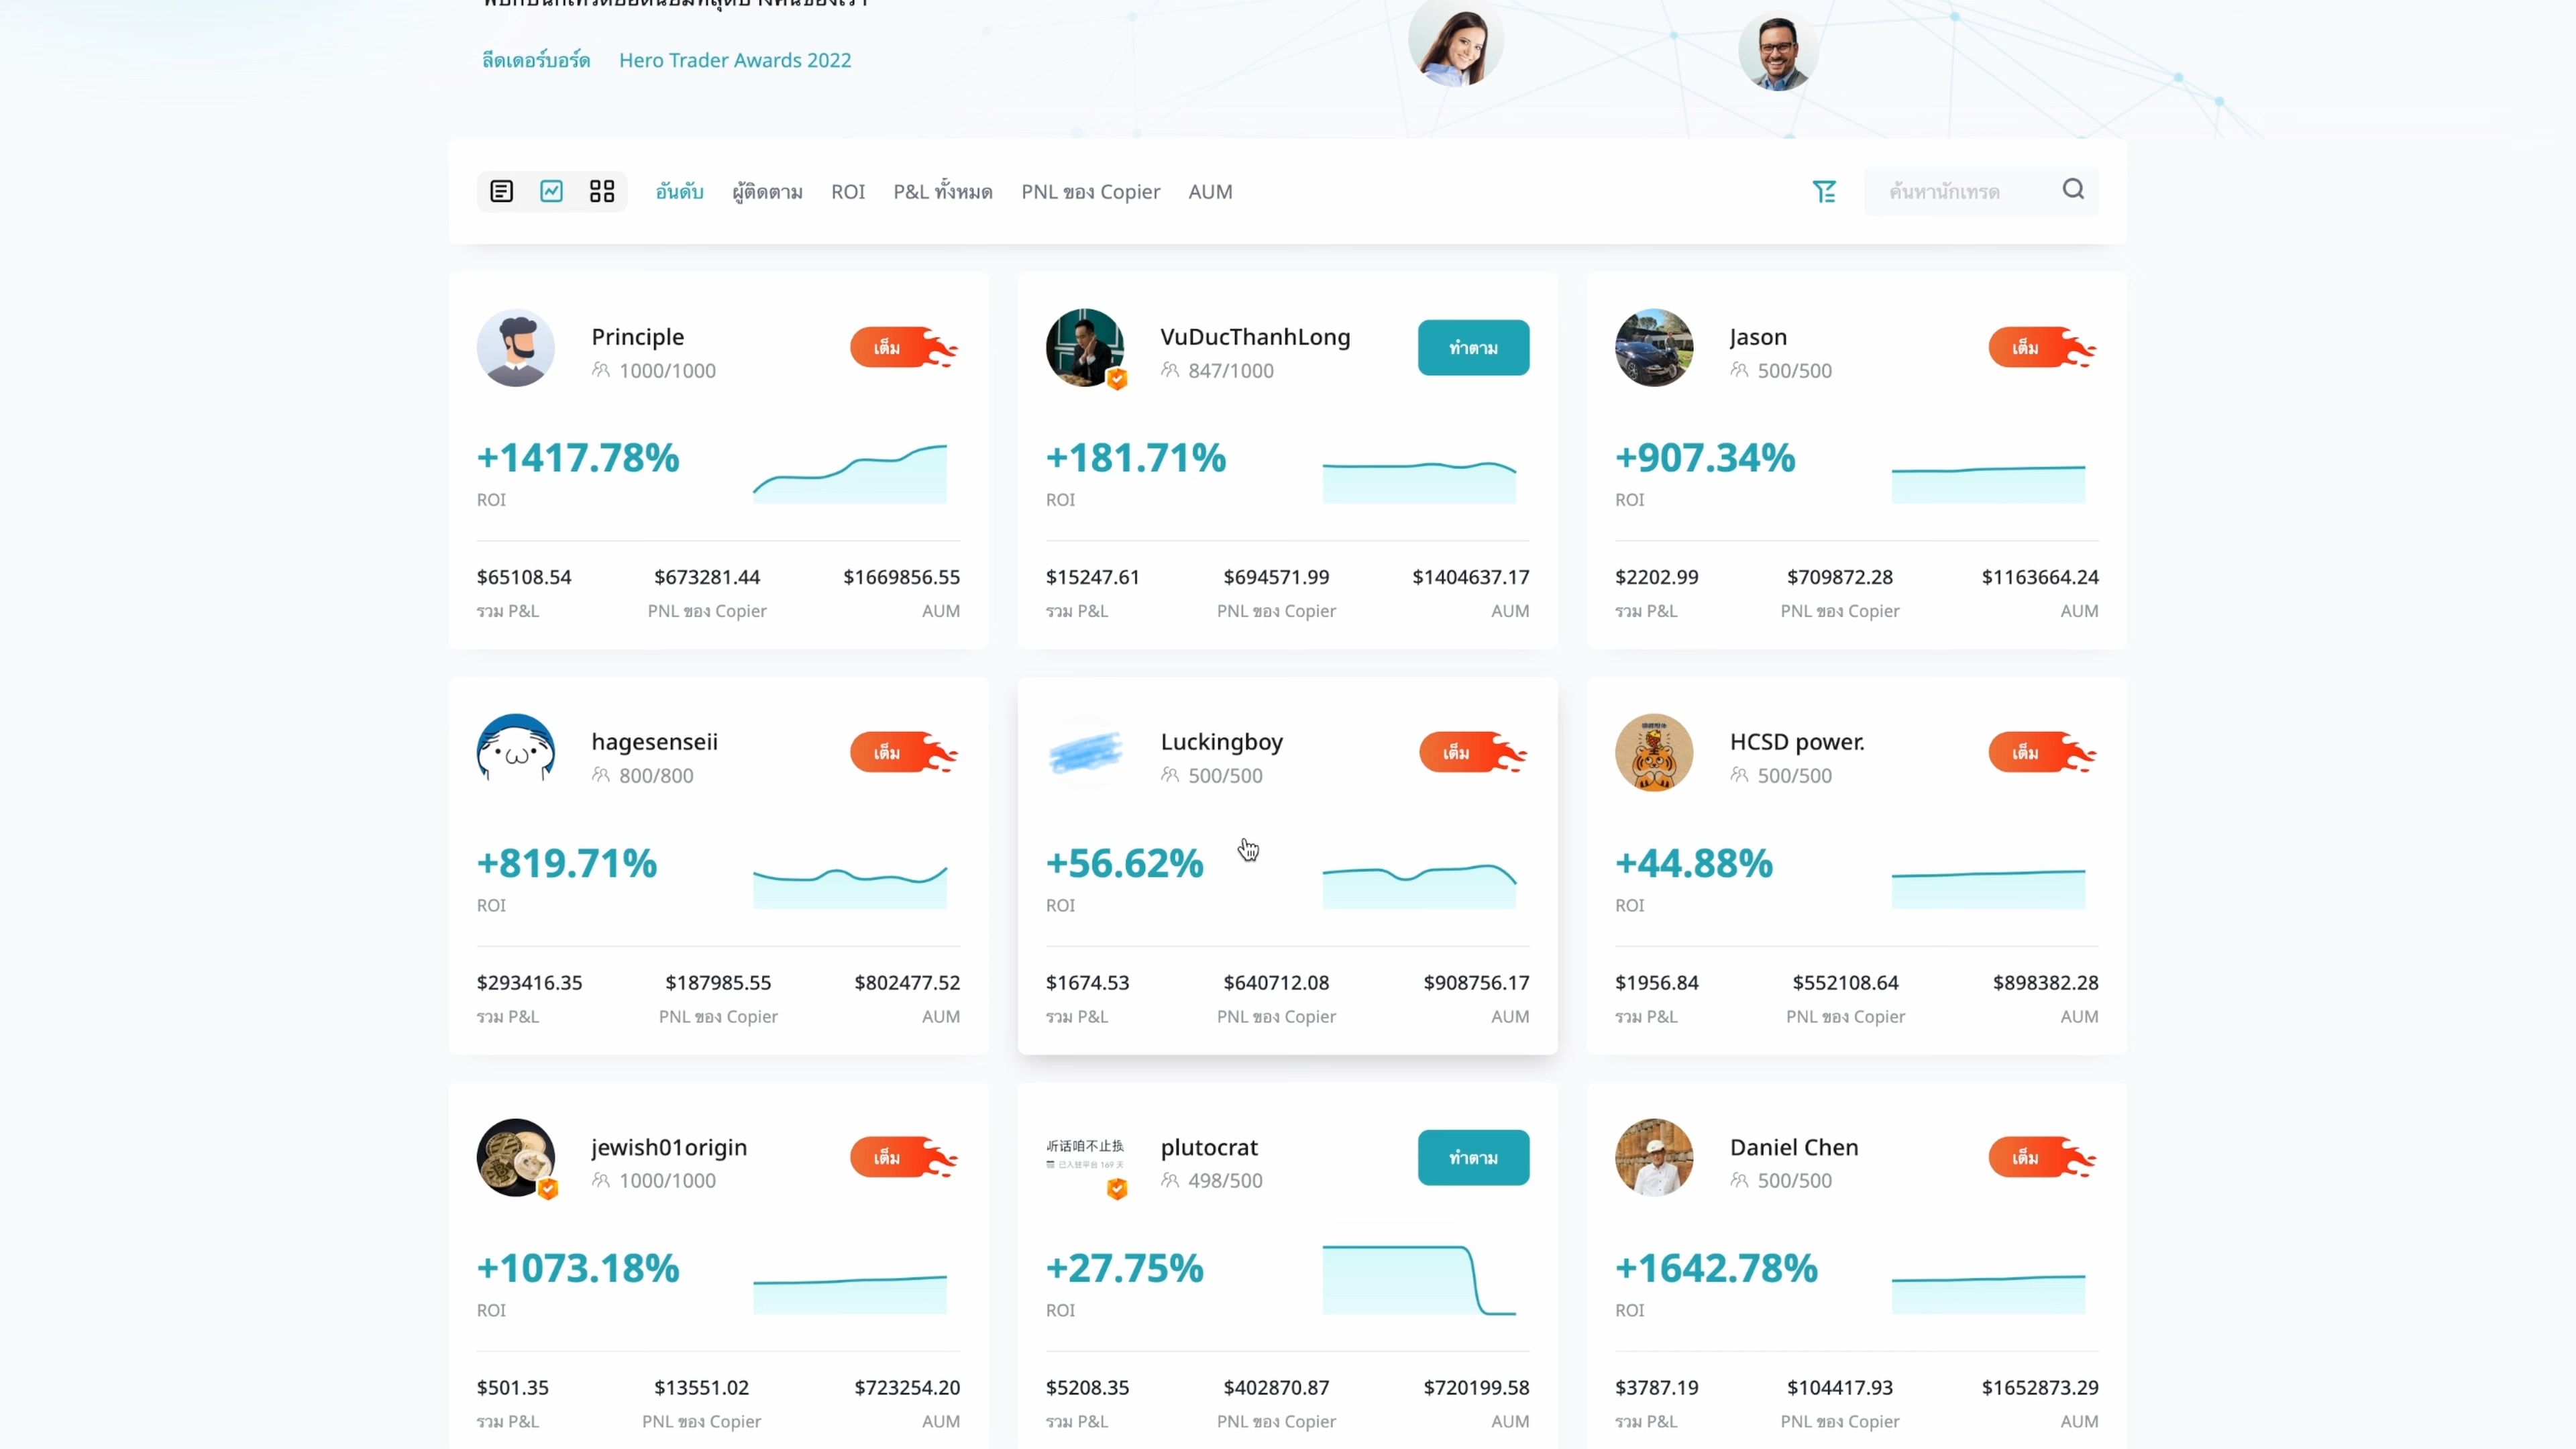 ลีดเดอร์บอร์ด Hero Trader Awards 2022
อันดับ ผู้ติดตาม ROI P&L ทั้งหมด PNL ของ Copier AUM ค้นหานักเทรด
Principle
1000/1000
เต็ม
+1417.78%
ROI
$65108.54 $673281.44 $1669856.55
รวม P&L PNL ของ Copier AUM
VuDucThanhLong
847/1000
ทำตาม
+181.71%
ROI
$15247.61 $694571.99 $1404637.17
รวม P&L PNL ของ Copier AUM
Jason
500/500
เต็ม
+907.34%
ROI
$2202.99 $709872.28 $1163664.24
รวม P&L PNL ของ Copier AUM
hagesenseii
800/800
เต็ม
+819.71%
ROI
$293416.35 $187985.55 $802477.52
รวม P&L PNL ของ Copier AUM
Luckingboy
500/500
เต็ม
+56.62%
ROI
$1674.53 $640712.08 $908756.17
รวม P&L PNL ของ Copier AUM
HCSD power.
500/500
เต็ม
+44.88%
ROI
$1956.84 $552108.64 $898382.28
รวม P&L PNL ของ Copier AUM
jewish01origin
1000/1000
เต็ม
+1073.18%
ROI
$501.35 $13551.02 $723254.20
รวม P&L PNL ของ Copier AUM
听话咱不止损
已入驻平台 169 天
plutocrat
498/500
ทำตาม
+27.75%
ROI
$5208.35 $402870.87 $720199.58
รวม P&L PNL ของ Copier AUM
Daniel Chen
500/500
เต็ม
+1642.78%
ROI
$3787.19 $104417.93 $1652873.29
รวม P&L PNL ของ Copier AUM